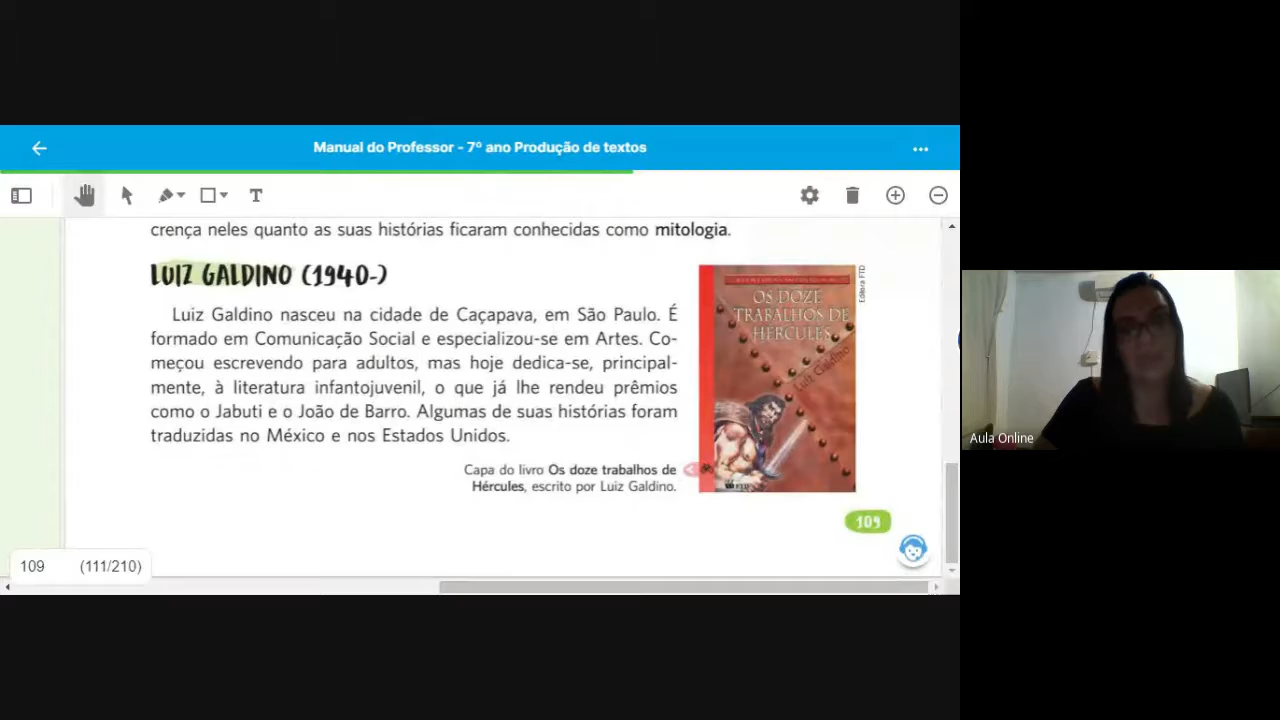 Manual do Professor - 7º ano Produção de textos
T
crença neles quanto as suas histórias ficaram conhecidas como mitologia.
LUIZ GALDINO (1940-)
Luiz Galdino nasceu na cidade de Caçapava, em São Paulo. É
formado em Comunicação Social e especializou-se em Artes. Co-
meçou escrevendo para adultos, mas hoje dedica-se, principal-
mente, à literatura infantojuvenil, o que já lhe rendeu prêmios
como o Jabuti e o João de Barro. Algumas de suas histórias foram
traduzidas no México e nos Estados Unidos.
Capa do livro Os doze trabalhos de
Hércules, escrito por Luiz Galdino.
OS DOZE
TRABALHOS DE
HÉRCULES
Luiz Galdino
FTD
Editora FTD
109
109 (111/210)
Aula Online